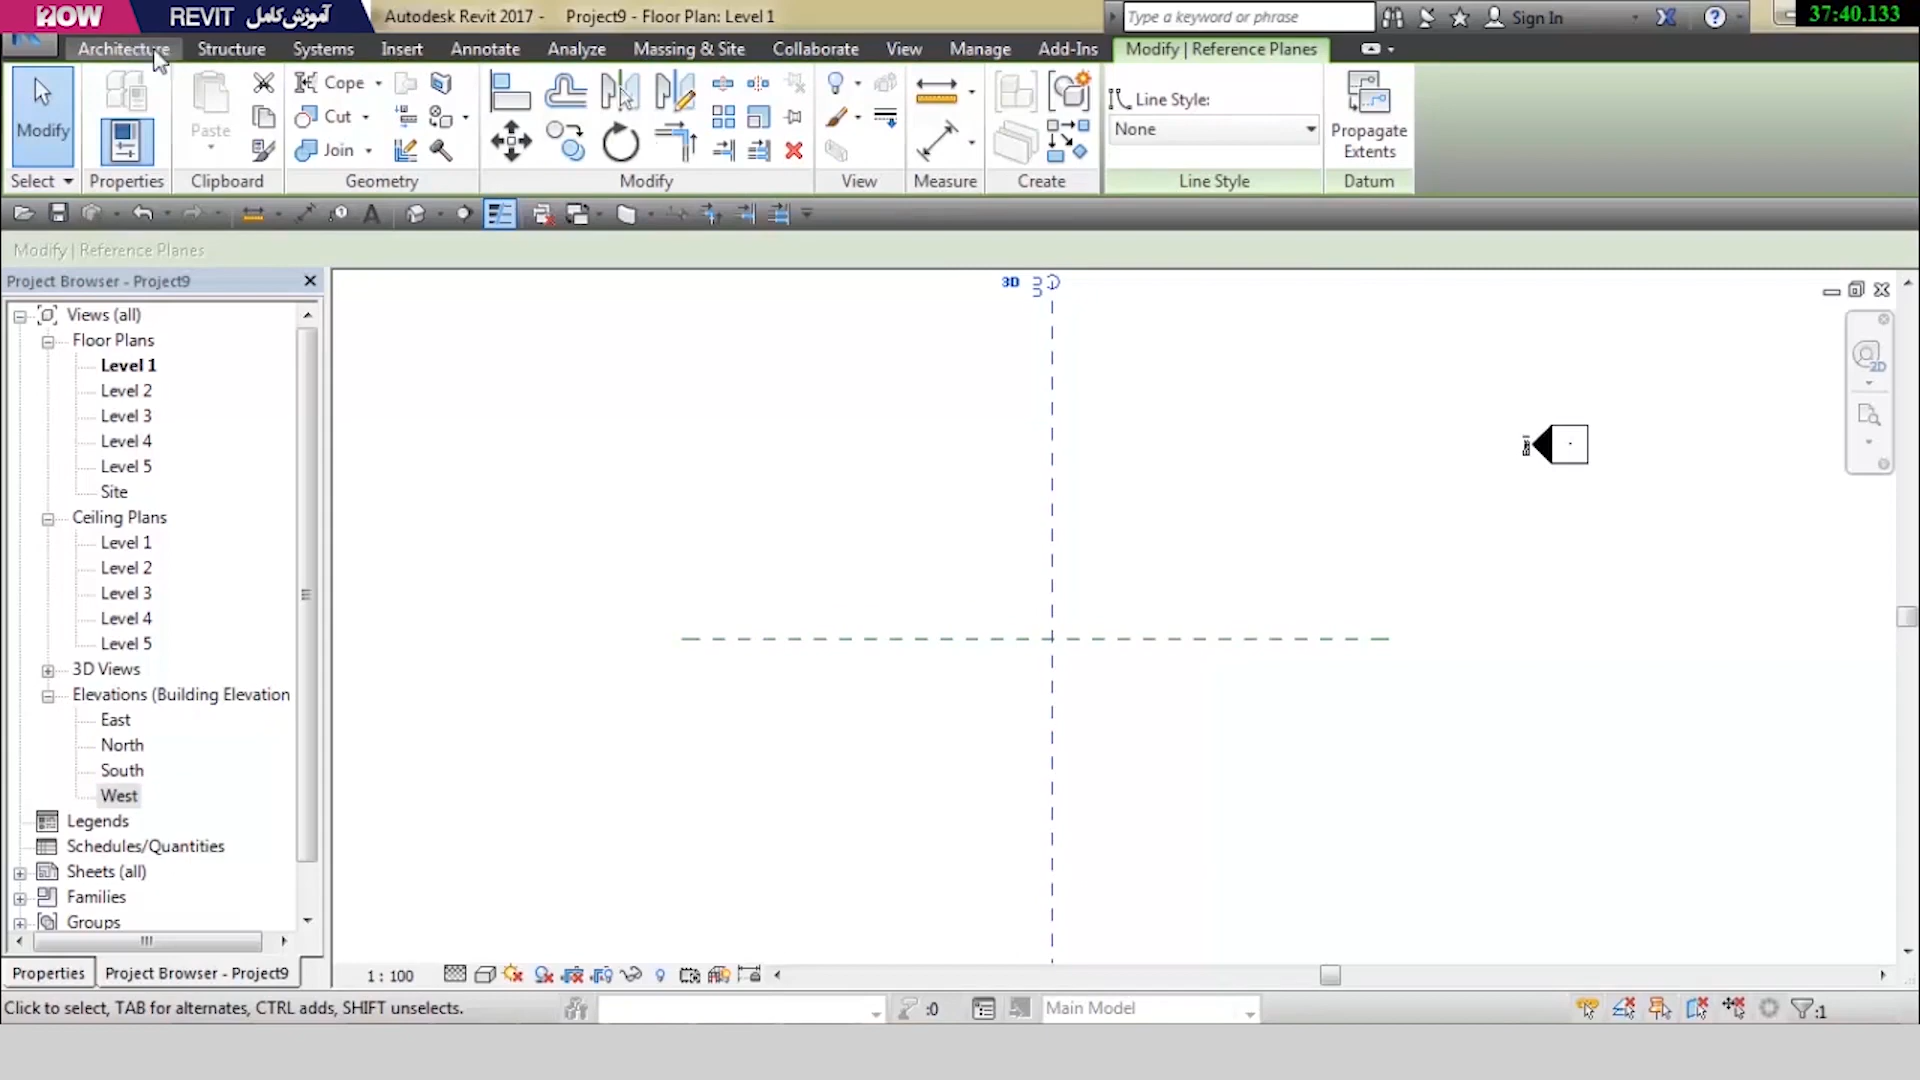 2NOW
REVIT آموزش کامل
Autodesk Revit 2017 - Project9 - Floor Plan: Level 1
Type a keyword or phrase
Sign In
37:40.133
Architecture Structure Systems Insert Annotate Analyze Massing & Site Collaborate View Manage Add-Ins Modify | Reference Planes
Modify
Paste
Cope
Cut
Join
Line Style:
None
Propagate
Extents
Select Properties Clipboard Geometry Modify View Measure Create Line Style Datum
Modify | Reference Planes
Project Browser - Project9
Views (all)
Floor Plans
Level 1
Level 2
Level 3
Level 4
Level 5
Site
Ceiling Plans
Level 1
Level 2
Level 3
Level 4
Level 5
3D Views
Elevations (Building Elevation
East
North
South
West
Legends
Schedules/Quantities
Sheets (all)
Families
Groups
Properties
Project Browser - Project9
3D
2D
1 : 100
Click to select, TAB for alternates, CTRL adds, SHIFT unselects.
:0
Main Model
:1